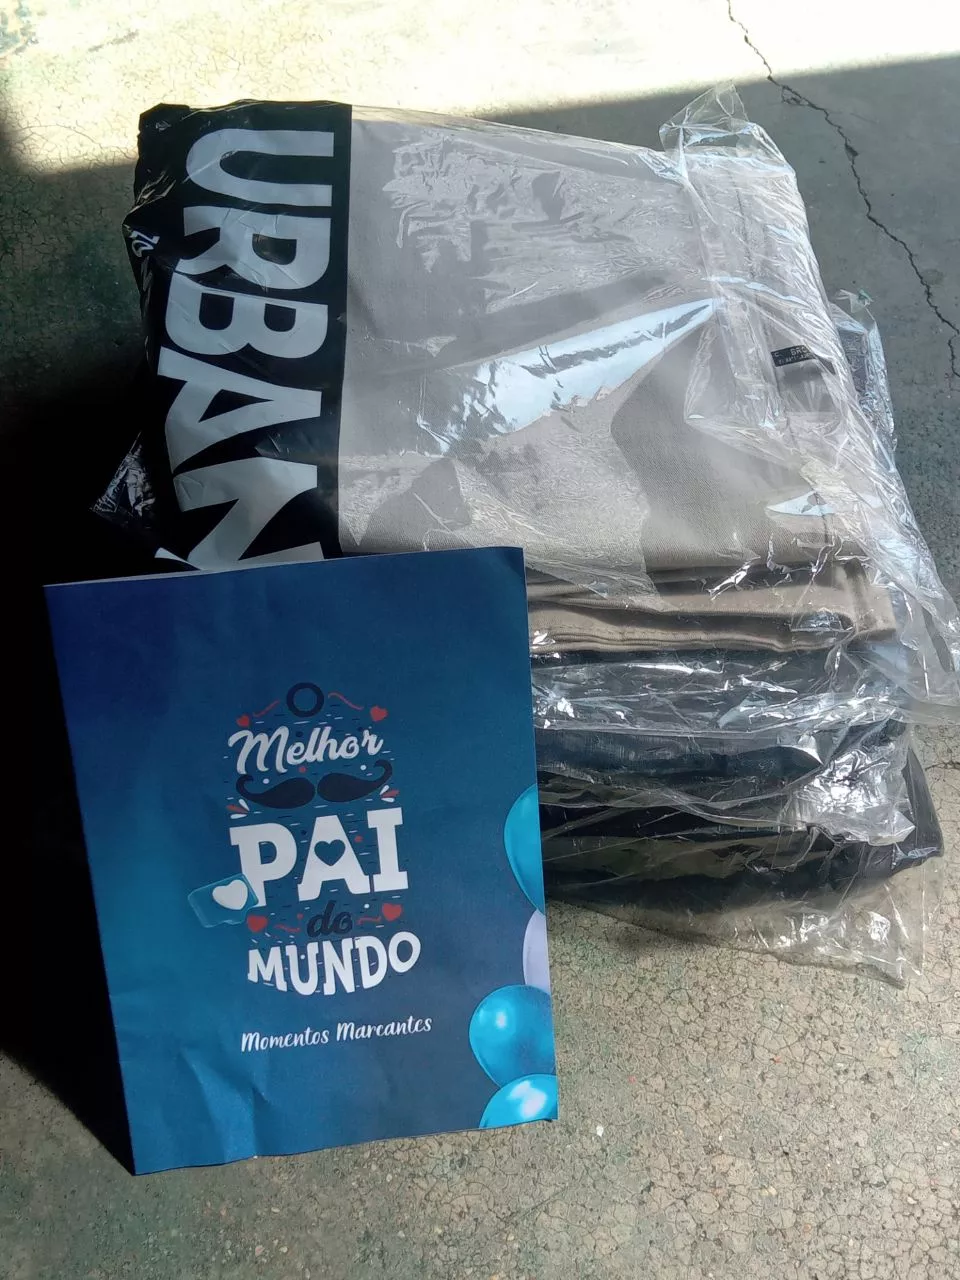 URBAN
Melhor
PAI
do
MUNDO
Momentos Marcantes